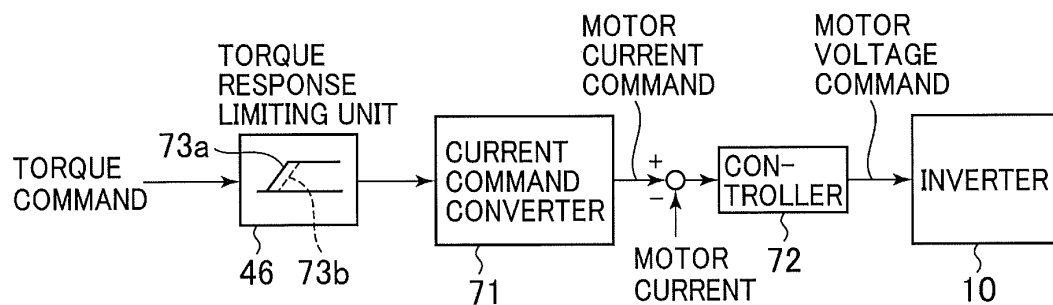 TORQUE
COMMAND
TORQUE
RESPONSE
LIMITING UNIT
73a
73b
46
CURRENT
COMMAND
CONVERTER
71
MOTOR
CURRENT
COMMAND
+
−
MOTOR
CURRENT
CON-
TROLLER
72
MOTOR
VOLTAGE
COMMAND
INVERTER
10